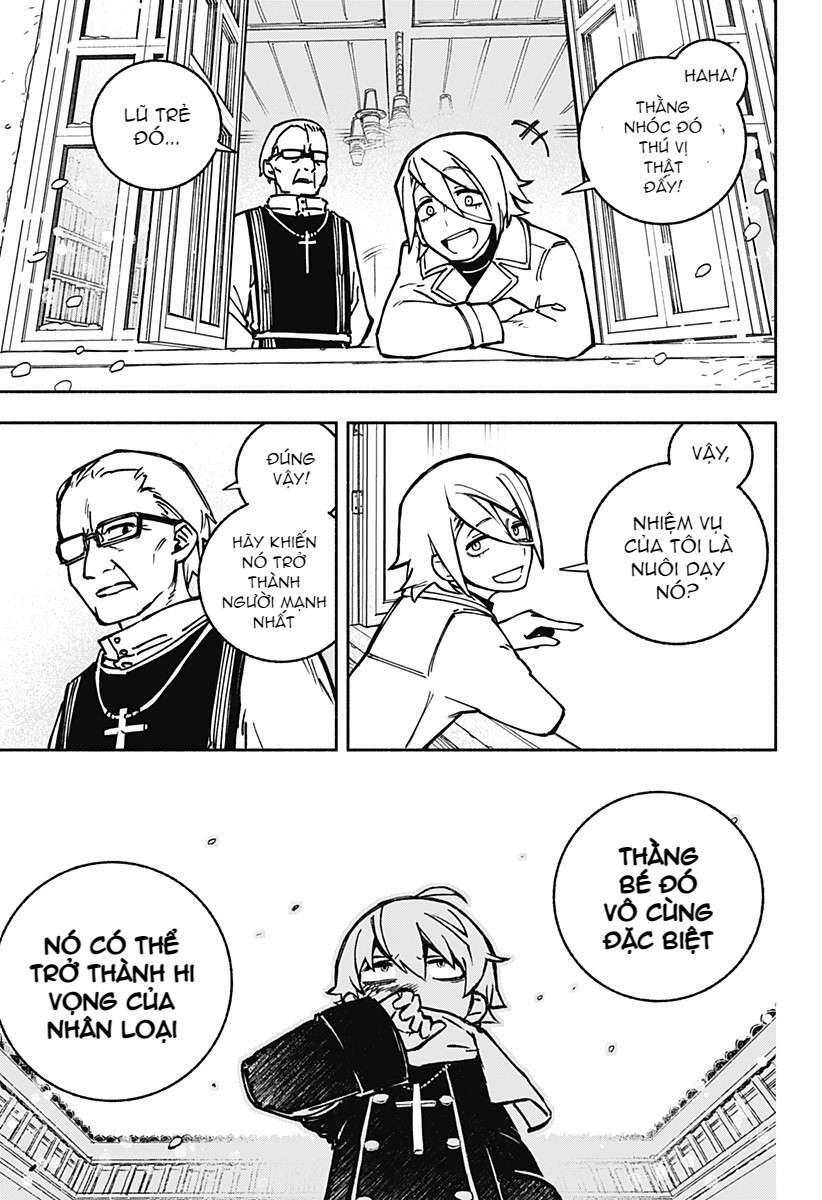 HAHA!
THẰNG
NHÓC ĐÓ
THÚ VỊ
THẬT
ĐẤY!
LŨ TRẺ
ĐÓ...
VẬY,
NHIỆM VỤ
CỦA TÔI LÀ
NUÔI DẠY
NÓ?
ĐÚNG
VẬY!
HÃY KHIẾN
NÓ TRỞ
THÀNH
NGƯỜI MẠNH
NHẤT
THẰNG
BÉ ĐÓ
VÔ CÙNG
ĐẶC BIỆT
NÓ CÓ THỂ
TRỞ THÀNH HI
VỌNG CỦA
NHÂN LOẠI